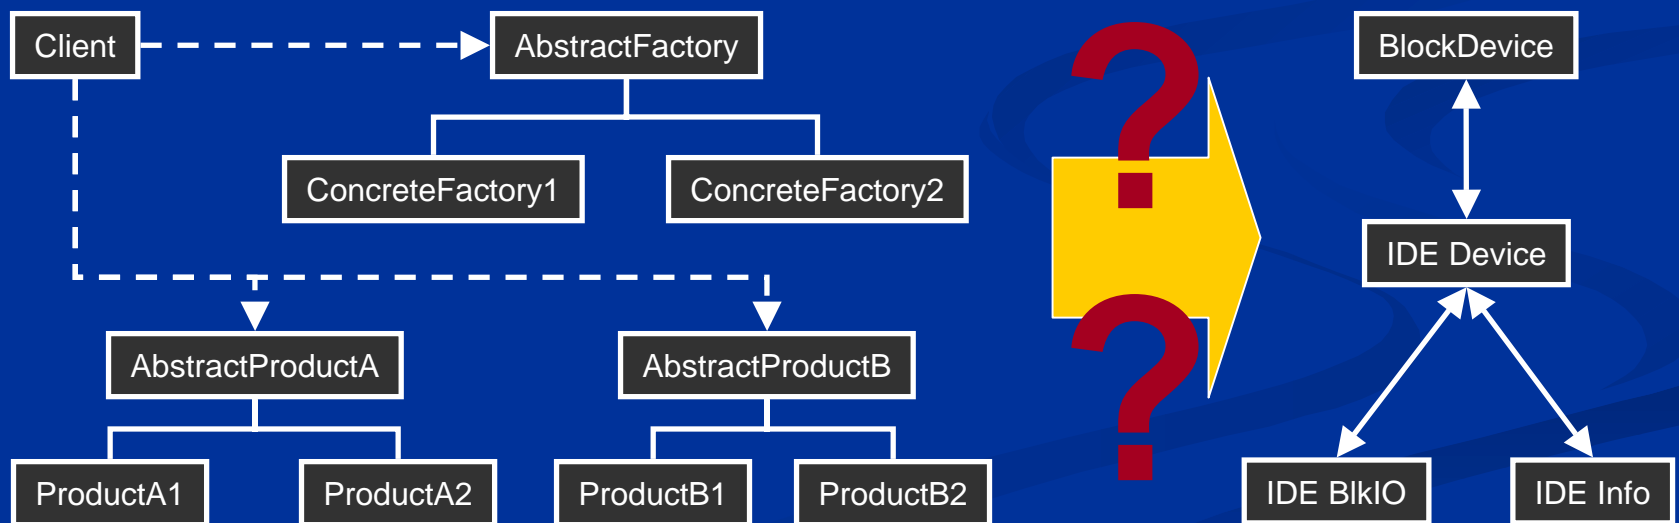 Client
AbstractFactory
ConcreteFactory1
ConcreteFactory2
AbstractProductA
AbstractProductB
ProductA1
ProductA2
ProductB1
ProductB2
?
?
BlockDevice
IDE Device
IDE BlkIO
IDE Info